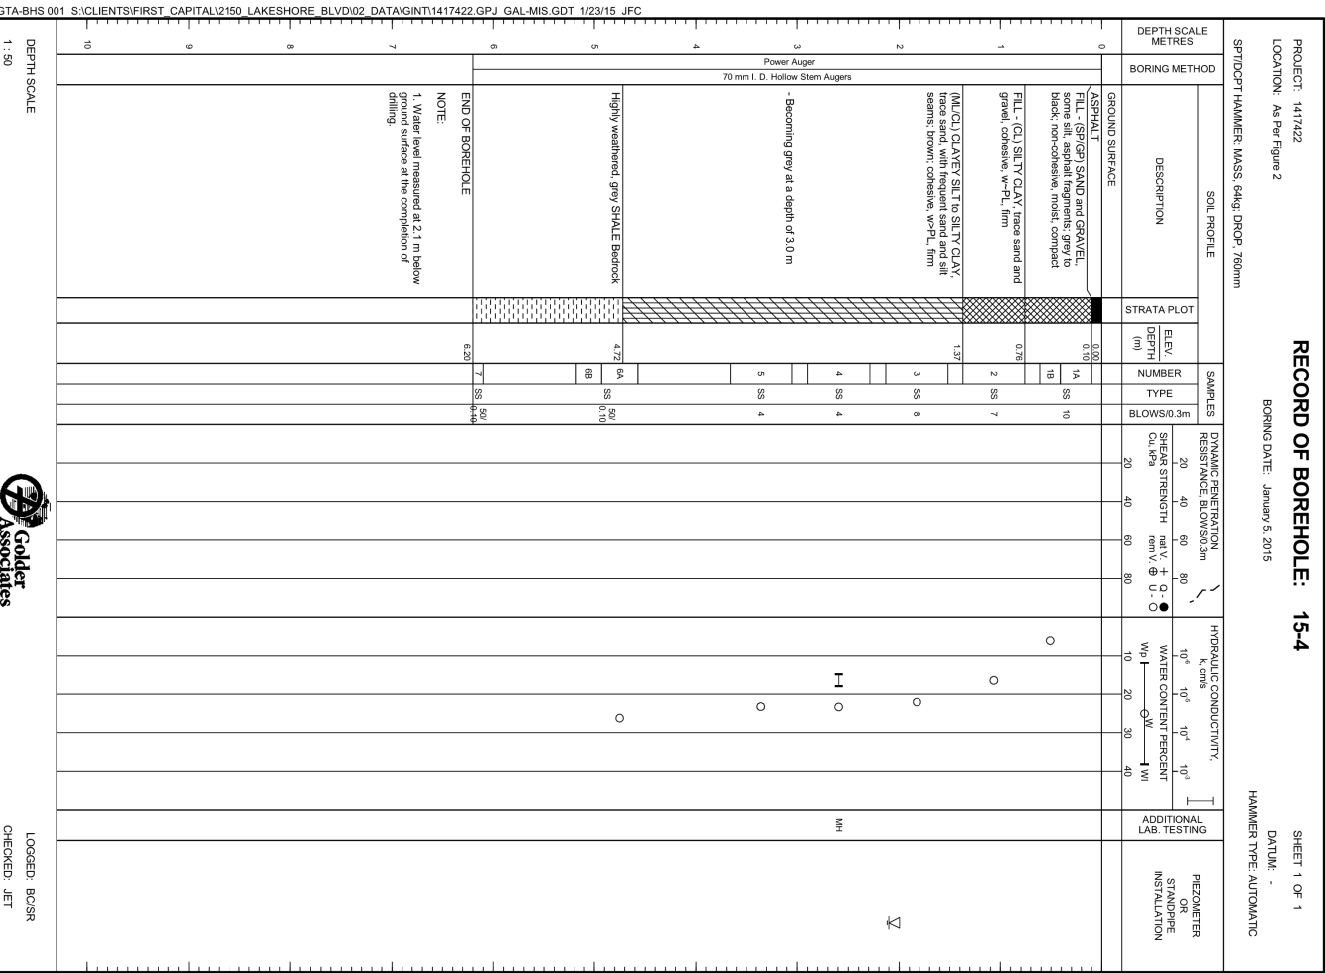 GTA-BHS 001 S:\CLIENTS\FIRST_CAPITAL\2150_LAKESHORE_BLVD\02_DATA\GINT\1417422.GPJ GAL-MIS.GDT 1/23/15 JFC
PROJECT: 1417422
LOCATION: As Per Figure 2
SPT/DCPT HAMMER: MASS, 64kg; DROP, 760mm
RECORD OF BOREHOLE: 15-4
BORING DATE: January 5, 2015
SHEET 1 OF 1
DATUM: -
HAMMER TYPE: AUTOMATIC
DEPTH SCALE
METRES
BORING METHOD
SOIL PROFILE
DESCRIPTION
STRATA PLOT
ELEV.
DEPTH
(m)
SAMPLES
NUMBER
TYPE
BLOWS/0.3m
DYNAMIC PENETRATION
RESISTANCE, BLOWS/0.3m
20 40 60 80
SHEAR STRENGTH nat V. + Q - ●
Cu, kPa rem V. ⊕ U - ○
20 40 60 80
HYDRAULIC CONDUCTIVITY,
k, cm/s
10⁻⁶ 10⁻⁵ 10⁻⁴ 10⁻³
WATER CONTENT PERCENT
Wp W Wl
10 20 30 40
ADDITIONAL
LAB. TESTING
PIEZOMETER
OR
STANDPIPE
INSTALLATION
0
1
2
3
4
5
6
7
8
9
10
Power Auger
70 mm I. D. Hollow Stem Augers
GROUND SURFACE
0.00
ASPHALT
0.10
FILL - (SP/GP) SAND and GRAVEL,
some silt, asphalt fragments; grey to
black; non-cohesive, moist, compact
1A
1B
SS
10
0.76
FILL - (CL) SILTY CLAY, trace sand and
gravel, cohesive, w~PL, firm
2
SS
7
1.37
(ML/CL) CLAYEY SILT to SILTY CLAY,
trace sand, with frequent sand and silt
seams; brown; cohesive, w>PL, firm
3
SS
8
4
SS
4
MH
- Becoming grey at a depth of 3.0 m
5
SS
4
4.72
Highly weathered, grey SHALE Bedrock
6A
6B
SS
50/
0.10
7
SS
50/
0.10
6.20
END OF BOREHOLE
NOTE:
1. Water level measured at 2.1 m below
ground surface at the completion of
drilling.
DEPTH SCALE
1 : 50
Golder
Associates
LOGGED: BC/SR
CHECKED: JET